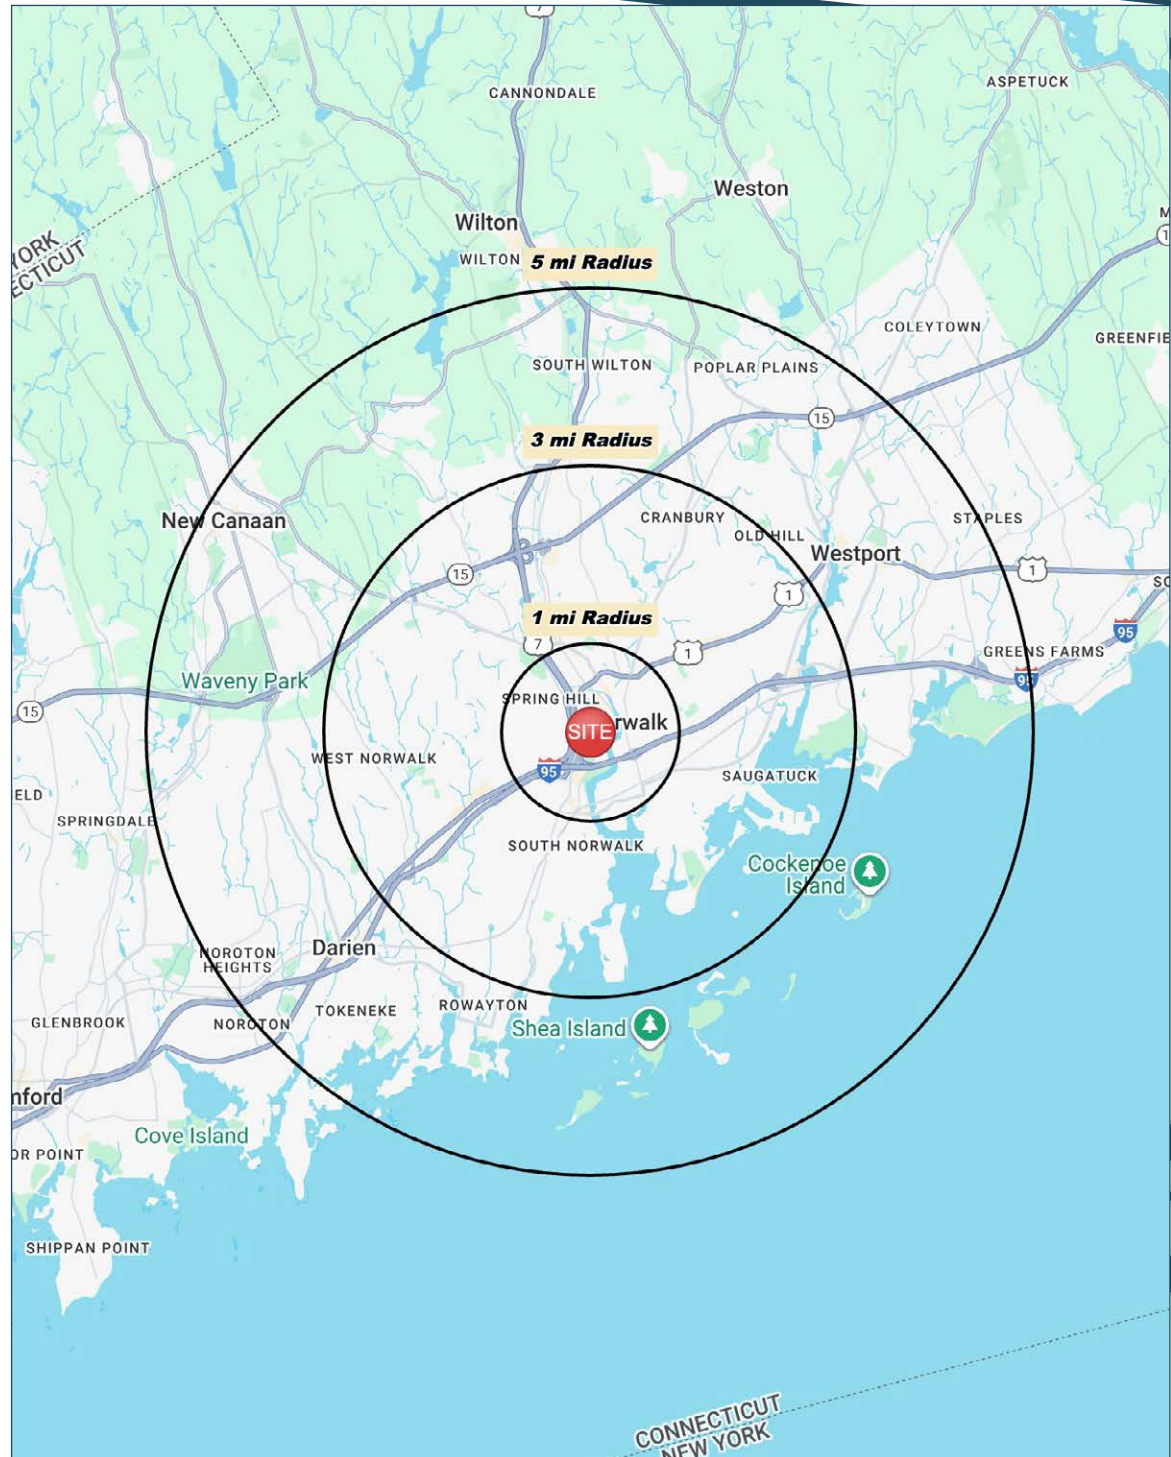 7
CANNONDALE
ASPETUCK
Weston
Wilton
WILTON
YORK
ECTICUT
5 mi Radius
COLEYTOWN
GREENFIE
SOUTH WILTON
POPLAR PLAINS
15
3 mi Radius
New Canaan
CRANBURY
STAPLES
OLD HILL
Westport
15
1
1
1 mi Radius
7
1
95
GREENS FARMS
95
Waveny Park
SPRING HILL
15
SITE
rwalk
WEST NORWALK
95
SAUGATUCK
ELD
SPRINGDALE
SOUTH NORWALK
Cockenoe
Island
NOROTON
HEIGHTS
Darien
ROWAYTON
TOKENEKE
GLENBROOK
NOROTON
Shea Island
mford
Cove Island
OR POINT
SHIPPAN POINT
CONNECTICUT
NEW YORK